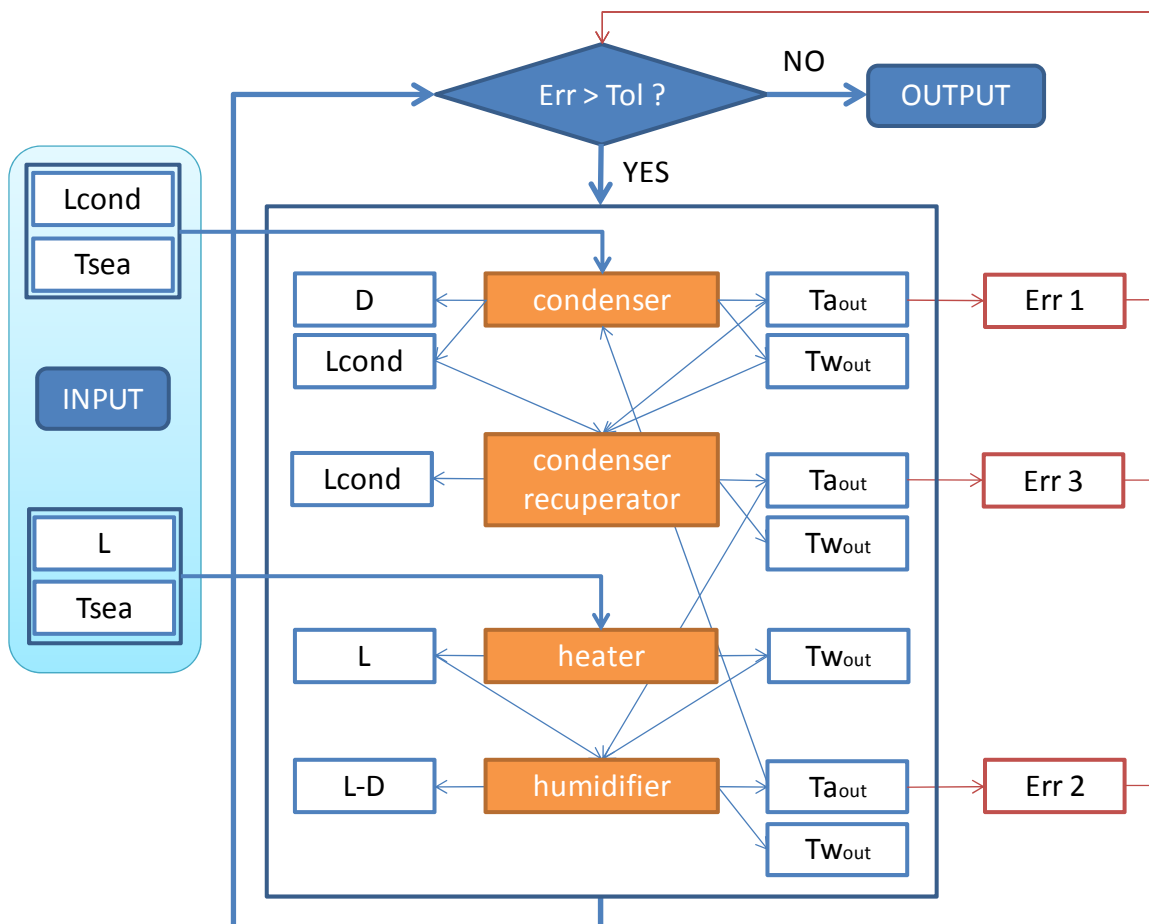 Err > Tol ?
NO
OUTPUT
YES
Lcond
Tsea
INPUT
L
Tsea
D
condenser
Taout
Err 1
Lcond
Twout
Lcond
condenser
recuperator
Taout
Err 3
Twout
L
heater
Twout
L-D
humidifier
Taout
Err 2
Twout